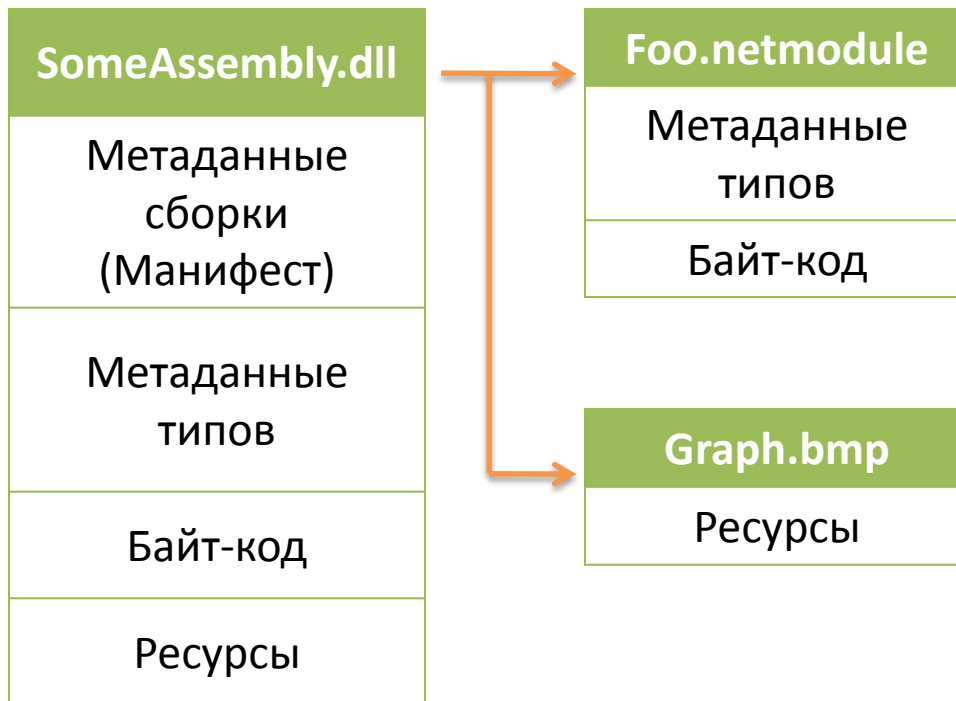 SomeAssembly.dll
Метаданные
сборки
(Манифест)
Метаданные
типов
Байт-код
Ресурсы
Foo.netmodule
Метаданные
типов
Байт-код
Graph.bmp
Ресурсы